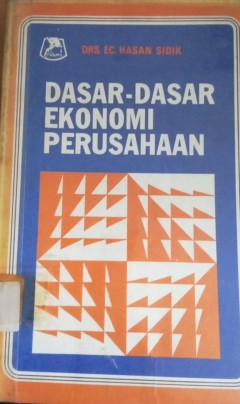 DRS EC. HASAN SIDIK
DASAR-DASAR
EKONOMI
PERUSAHAAN